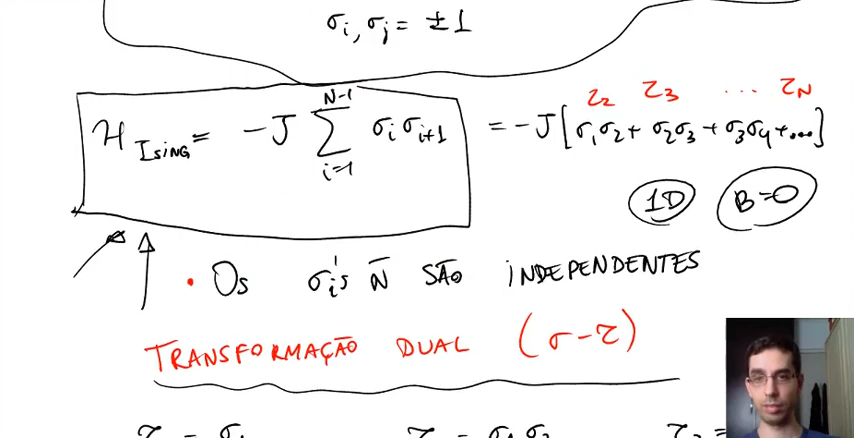 σi, σj = ±1
τ2 τ3 ... τN
H Ising = -J Σ_{i=1}^{N-1} σi σi+1 = -J [σ1σ2 + σ2σ3 + σ3σ4 + ...]
1D B=0
• Os σi's Ñ SÃO INDEPENDENTES
TRANSFORMAÇÃO DUAL (σ-τ)